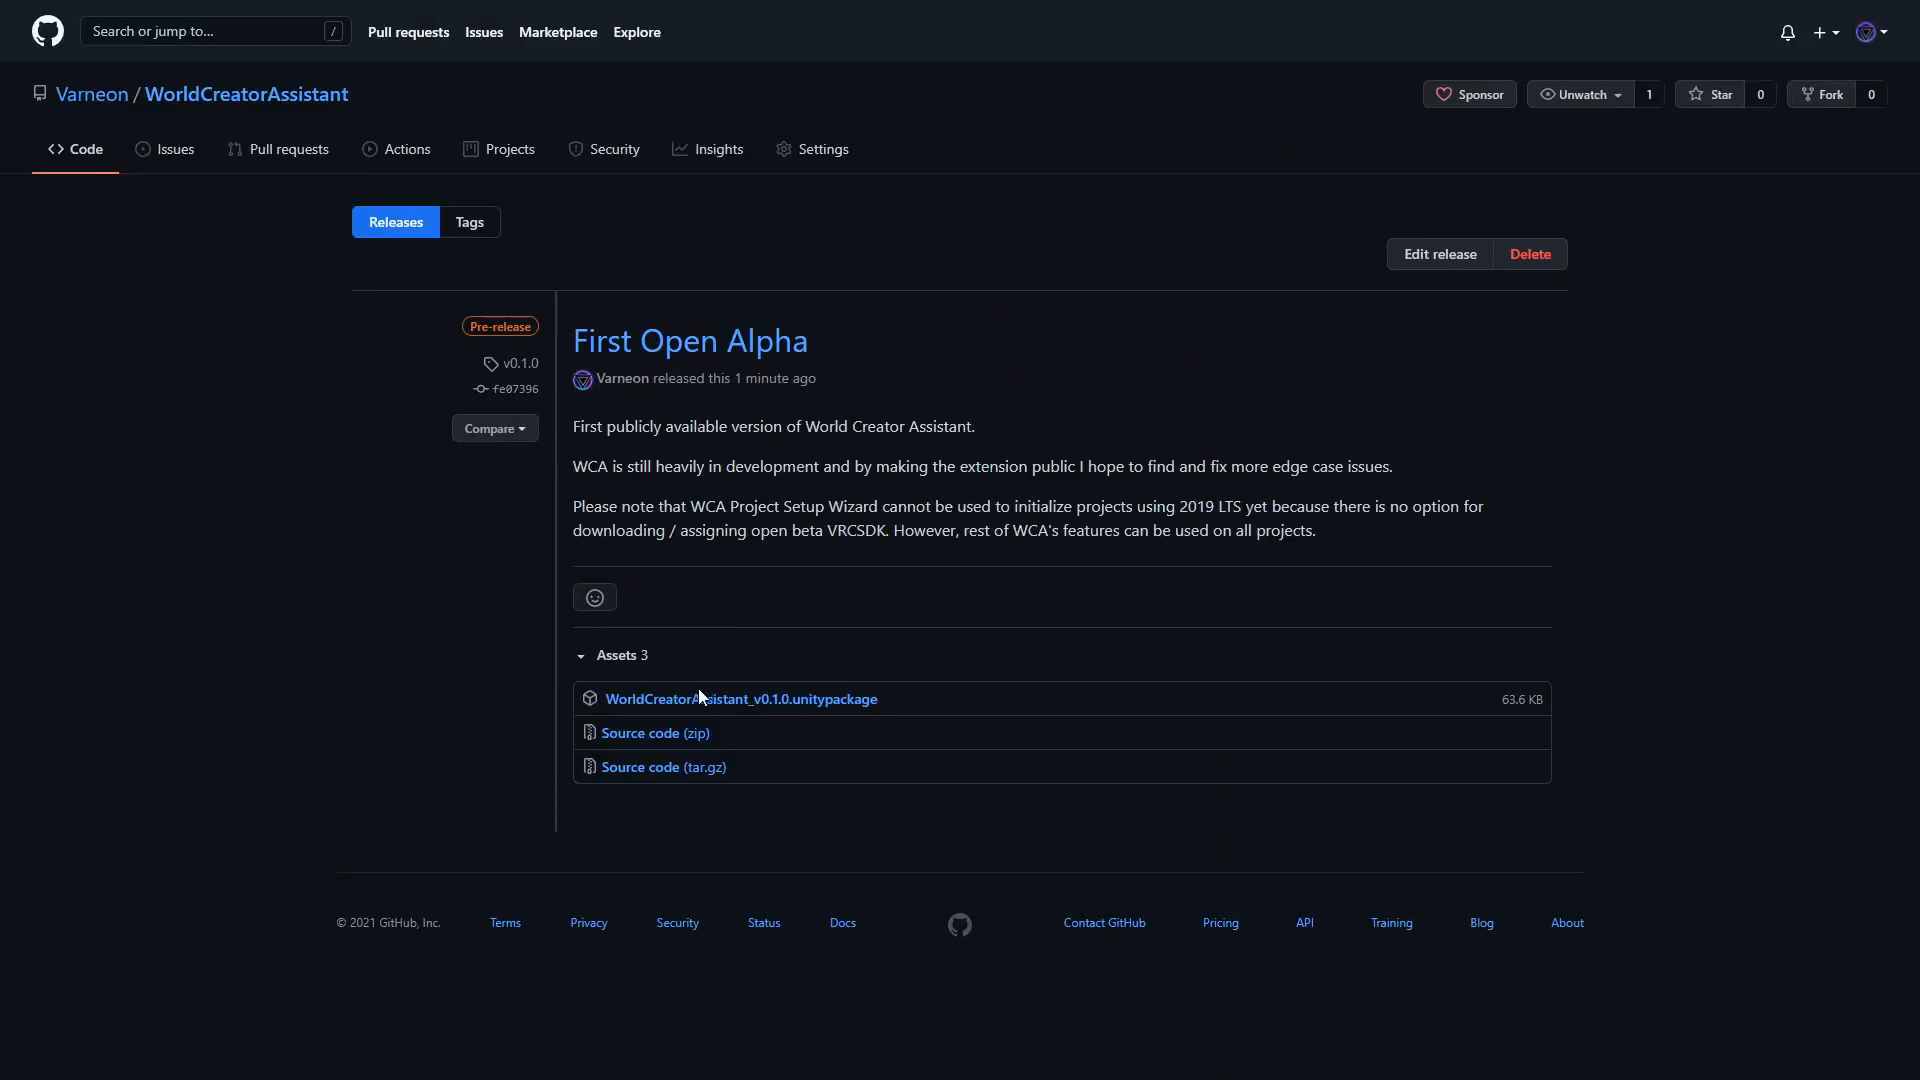 Search or jump to... /
Pull requests Issues Marketplace Explore
Varneon / WorldCreatorAssistant
Sponsor Unwatch 1 Star 0 Fork 0
Code Issues Pull requests Actions Projects Security Insights Settings
Releases Tags
Edit release Delete
Pre-release
v0.1.0
fe07396
Compare
First Open Alpha
Varneon released this 1 minute ago
First publicly available version of World Creator Assistant.
WCA is still heavily in development and by making the extension public I hope to find and fix more edge case issues.
Please note that WCA Project Setup Wizard cannot be used to initialize projects using 2019 LTS yet because there is no option for
downloading / assigning open beta VRCSDK. However, rest of WCA's features can be used on all projects.
Assets 3
WorldCreatorAssistant_v0.1.0.unitypackage 63.6 KB
Source code (zip)
Source code (tar.gz)
© 2021 GitHub, Inc. Terms Privacy Security Status Docs Contact GitHub Pricing API Training Blog About